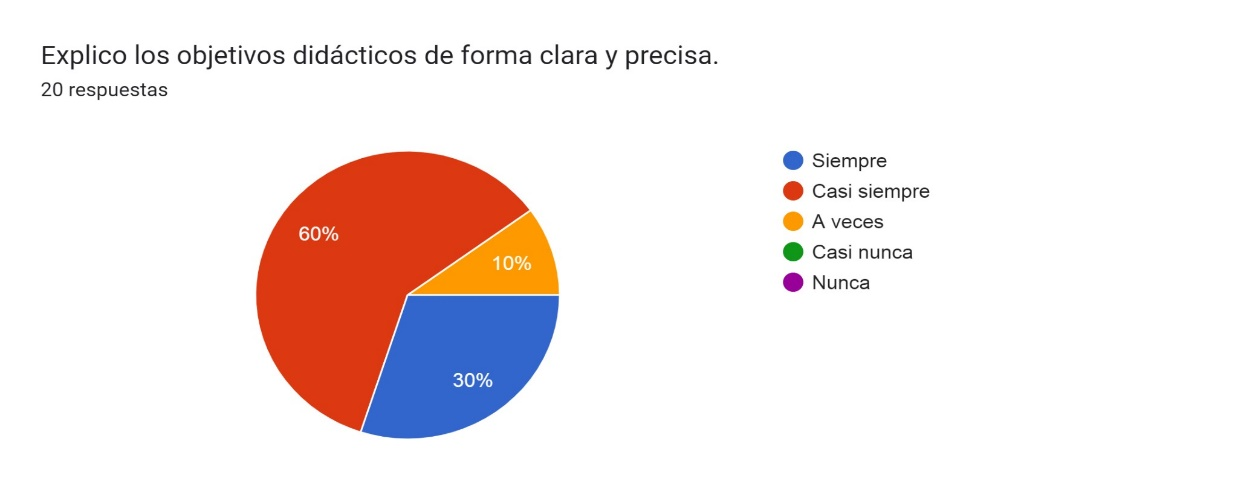 Explico los objetivos didácticos de forma clara y precisa.
20 respuestas
Siempre
Casi siempre
A veces
Casi nunca
Nunca
60%
10%
30%